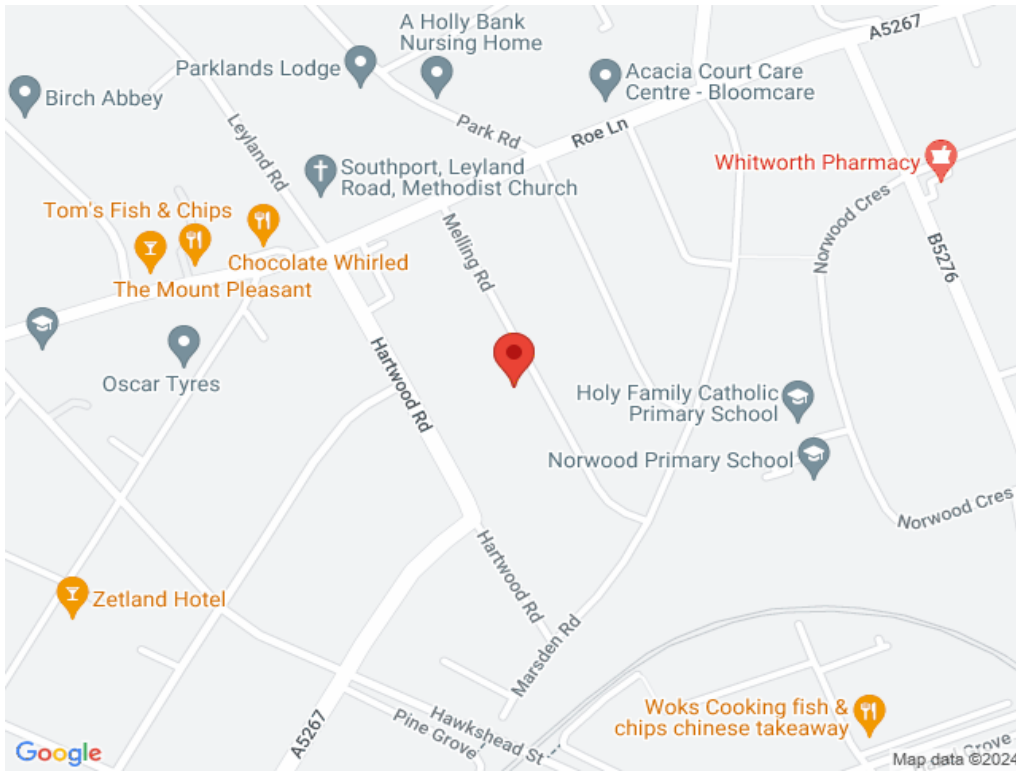 A5267
A Holly Bank
Nursing Home
Parklands Lodge
Acacia Court Care
Centre - Bloomcare
Birch Abbey
Leyland Rd
Park Rd
Roe Ln
Whitworth Pharmacy
Southport, Leyland
Road, Methodist Church
Tom's Fish & Chips
Chocolate Whirled
The Mount Pleasant
Melling Rd
Norwood Cres
B5276
Oscar Tyres
Hartwood Rd
Holy Family Catholic
Primary School
Norwood Primary School
Norwood Cres
Hartwood Rd
Zetland Hotel
Marsden Rd
Woks Cooking fish &
chips chinese takeaway
A5267
Pine Grove
Hawkshead St
Google
Grove
Map data ©2024